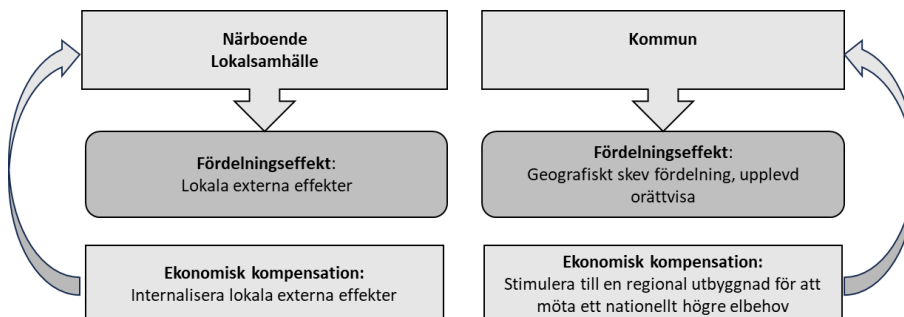 Närboende
Lokalsamhälle
Fördelningseffekt:
Lokala externa effekter
Ekonomisk kompensation:
Internalisera lokala externa effekter
Kommun
Fördelningseffekt:
Geografiskt skev fördelning, upplevd
orättvisa
Ekonomisk kompensation:
Stimulera till en regional utbyggnad för att
möta ett nationellt högre elbehov